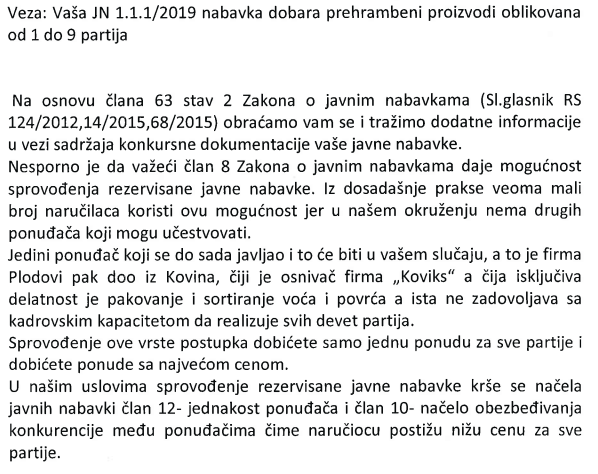 Veza: Vaša JN 1.1.1/2019 nabavka dobara prehrambeni proizvodi oblikovana
od 1 do 9 partija
Na osnovu člana 63 stav 2 Zakona o javnim nabavkama (Sl.glasnik RS
124/2012,14/2015,68/2015) obraćamo vam se i tražimo dodatne informacije
u vezi sadržaja konkursne dokumentacije vaše javne nabavke.
Nesporno je da važeći član 8 Zakona o javnim nabavkama daje mogućnost
sprovođenja rezervisane javne nabavke. Iz dosadašnje prakse veoma mali
broj naručilaca koristi ovu mogućnost jer u našem okruženju nema drugih
ponuđača koji mogu učestvovati.
Jedini ponuđač koji se do sada javljao i to će biti u vašem slučaju, a to je firma
Plodovi pak doo iz Kovina, čiji je osnivač firma „Koviks“ a čija isključiva
delatnost je pakovanje i sortiranje voća i povrća a ista ne zadovoljava sa
kadrovskim kapacitetom da realizuje svih devet partija.
Sprovođenje ove vrste postupka dobićete samo jednu ponudu za sve partije i
dobićete ponude sa najvećom cenom.
U našim uslovima sprovođenje rezervisane javne nabavke krše se načela
javnih nabavki član 12- jednakost ponuđača i član 10- načelo obezbeđivanja
konkurencije među ponuđačima čime naručiocu postižu nižu cenu za sve
partije.